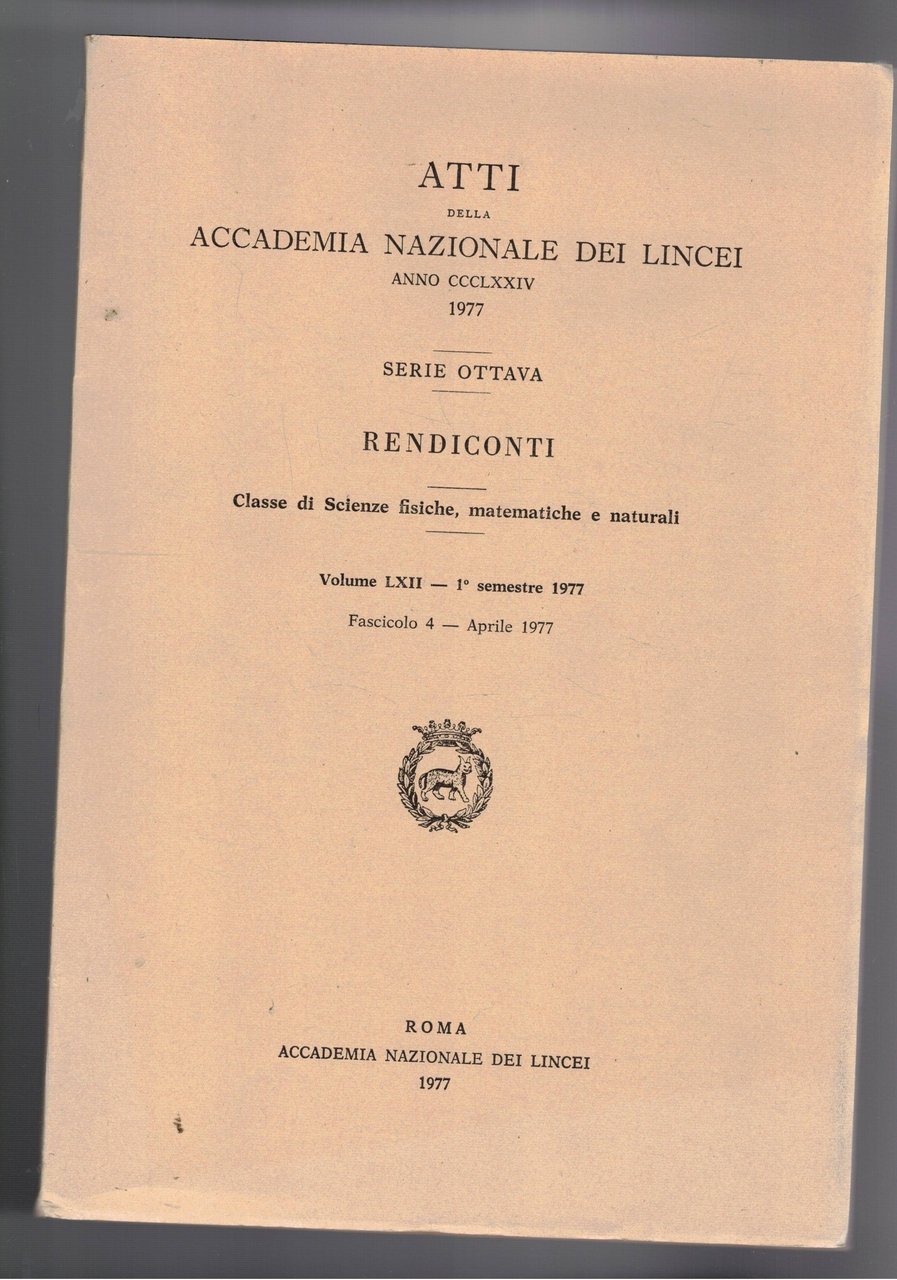 ATTI
DELLA
ACCADEMIA NAZIONALE DEI LINCEI
ANNO CCCLXXIV
1977
SERIE OTTAVA
RENDICONTI
Classe di Scienze fisiche, matematiche e naturali
Volume LXII — 1º semestre 1977
Fascicolo 4 — Aprile 1977
ROMA
ACCADEMIA NAZIONALE DEI LINCEI
1977